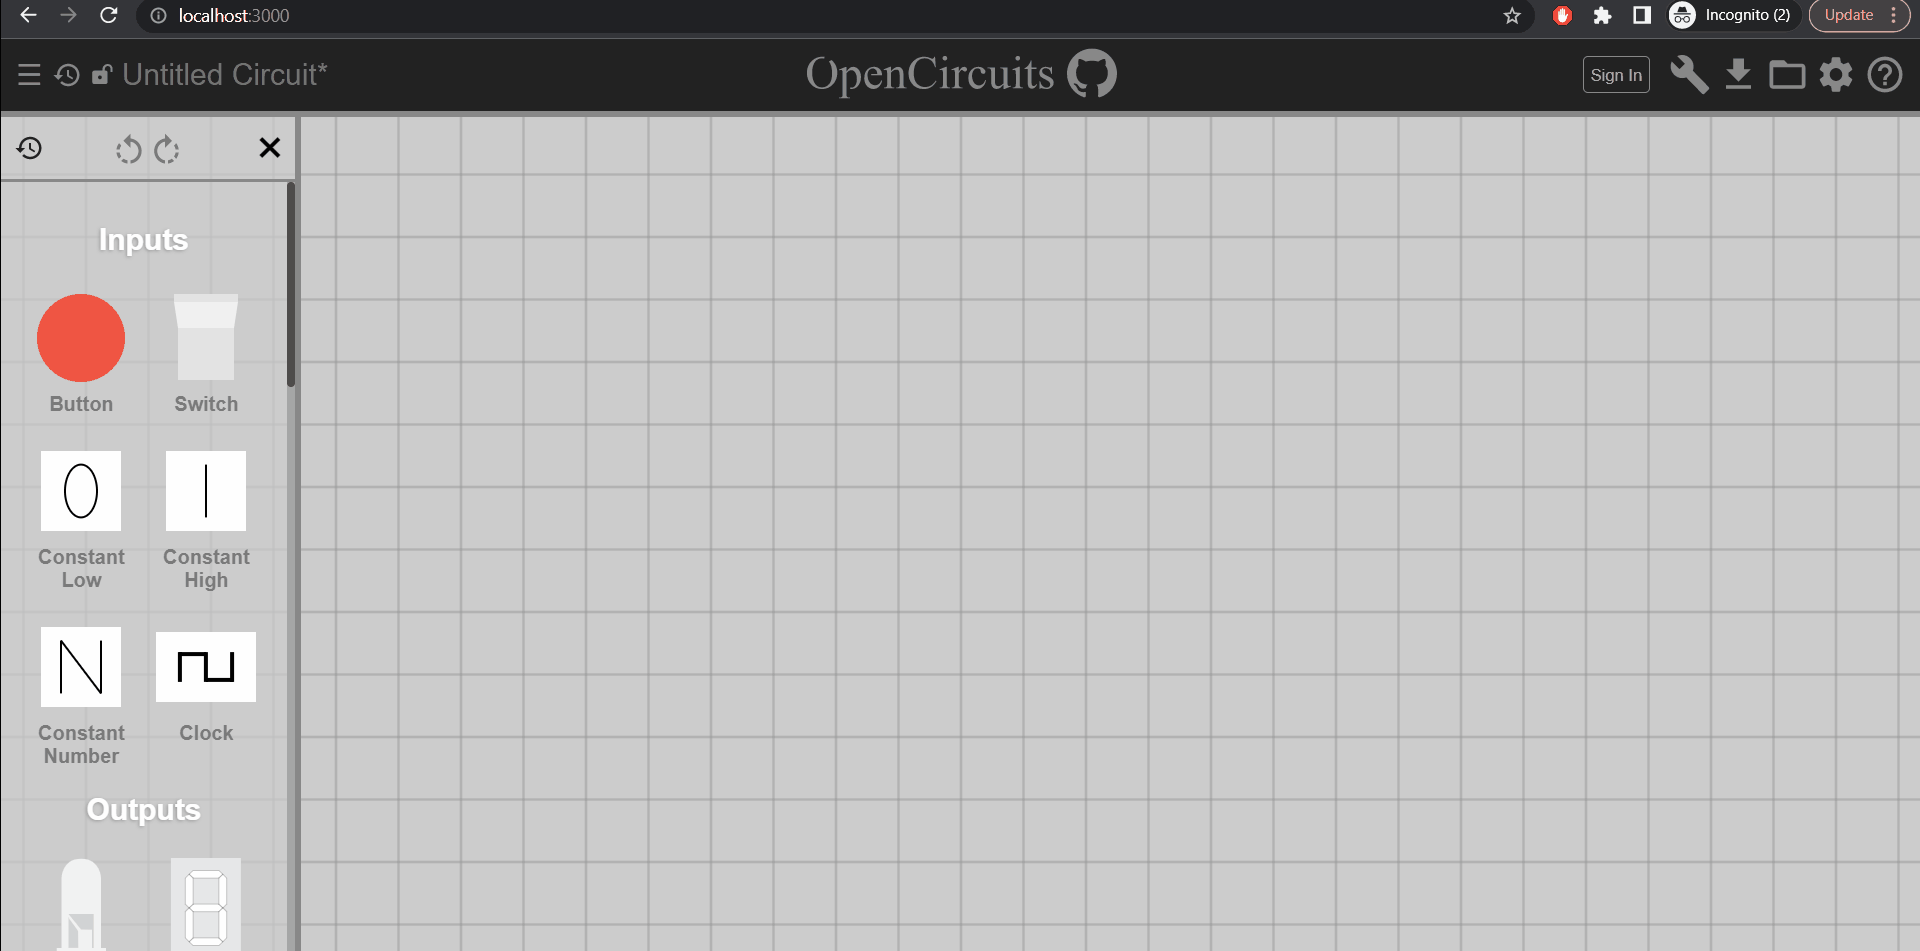 localhost:3000
Incognito (2)
Update
Untitled Circuit*
OpenCircuits
Sign In
Inputs
Button
Switch
0
Constant
Low
Constant
High
N
Constant
Number
Clock
Outputs